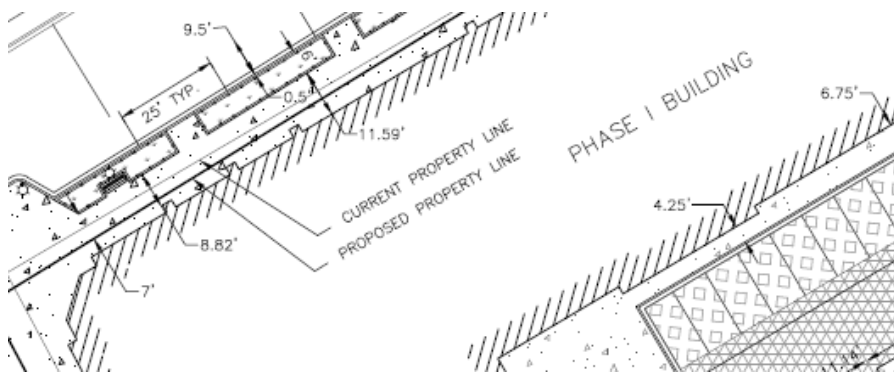 9.5'
6'
25' TYP.
0.5'
11.59'
PHASE I BUILDING
6.75'
CURRENT PROPERTY LINE
PROPOSED PROPERTY LINE
4.25'
8.82'
7'